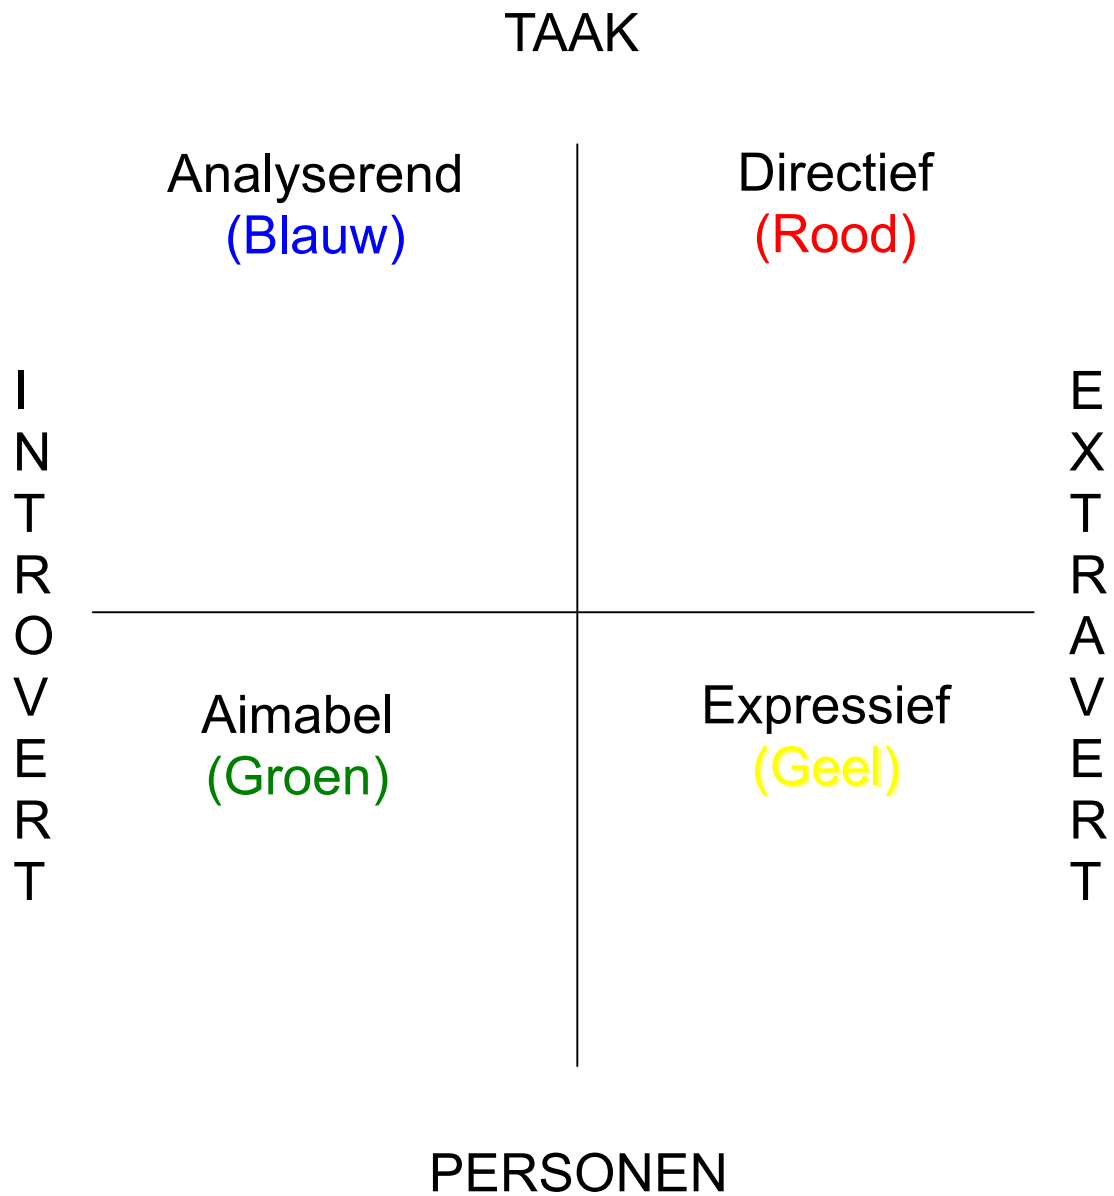 TAAK
Analyserend
(Blauw)
Directief
(Rood)
INTROVERT
EXTRAVERT
Aimabel
(Groen)
Expressief
(Geel)
PERSONEN